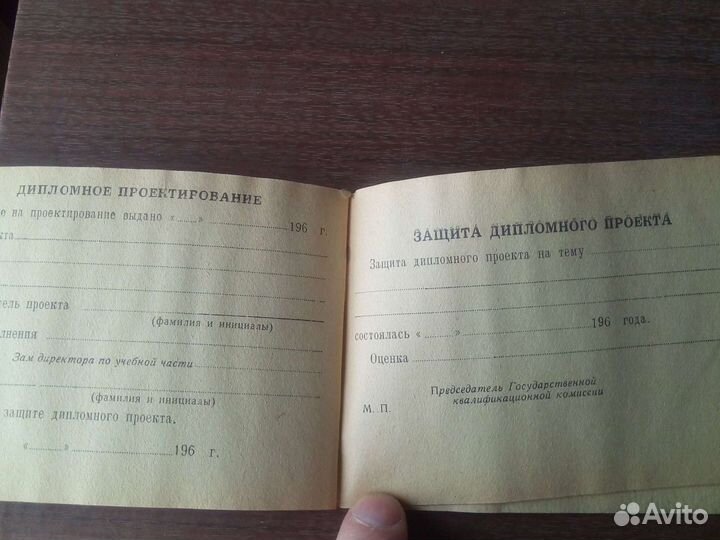 ДИПЛОМНОЕ ПРОЕКТИРОВАНИЕ
е на проектирование выдано «......» ..................196 г.
кта
тель проекта
(фамилия и инициалы)
лнения
Зам директора по учебной части
(фамилия и инициалы)
защите дипломного проекта.
«...........» ..................196 г.
ЗАЩИТА ДИПЛОМНОГО ПРОЕКТА
Защита дипломного проекта на тему
состоялась «..........» ..................196 года.
Оценка
Председатель Государственной
квалификационной комиссии
М. П.
Avito